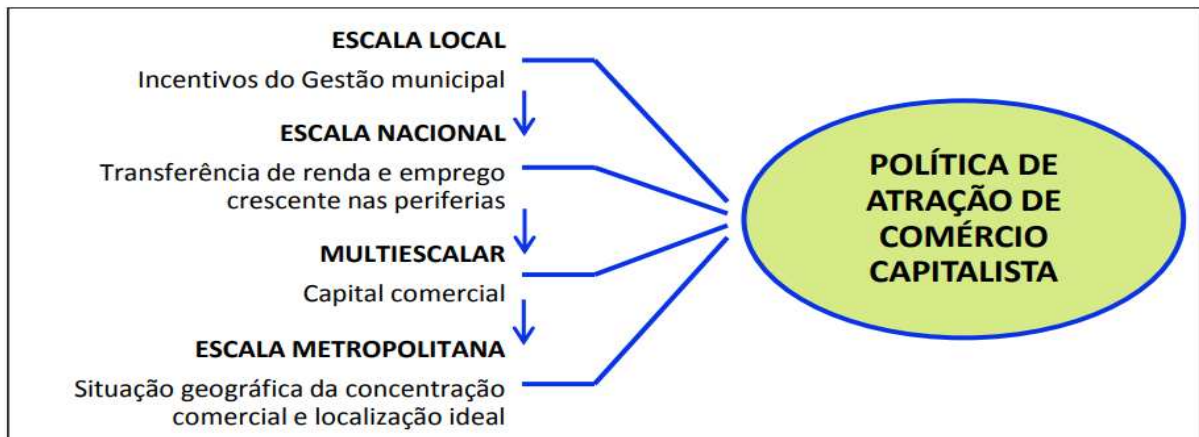 ESCALA LOCAL
Incentivos do Gestão municipal
ESCALA NACIONAL
Transferência de renda e emprego
crescente nas periferias
MULTIESCALAR
Capital comercial
ESCALA METROPOLITANA
Situação geográfica da concentração
comercial e localização ideal
POLÍTICA DE
ATRAÇÃO DE
COMÉRCIO
CAPITALISTA